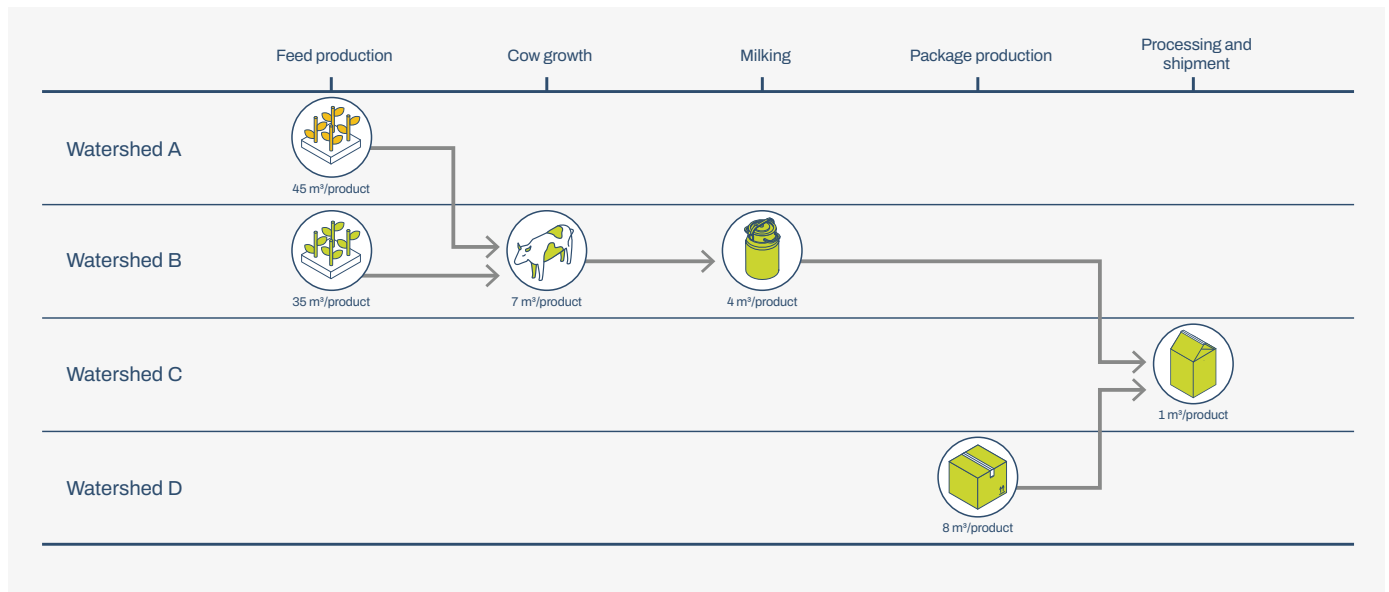 Feed production
Cow growth
Milking
Package production
Processing and
shipment
Watershed A
45 m³/product
Watershed B
35 m³/product
7 m³/product
4 m³/product
Watershed C
1 m³/product
Watershed D
8 m³/product